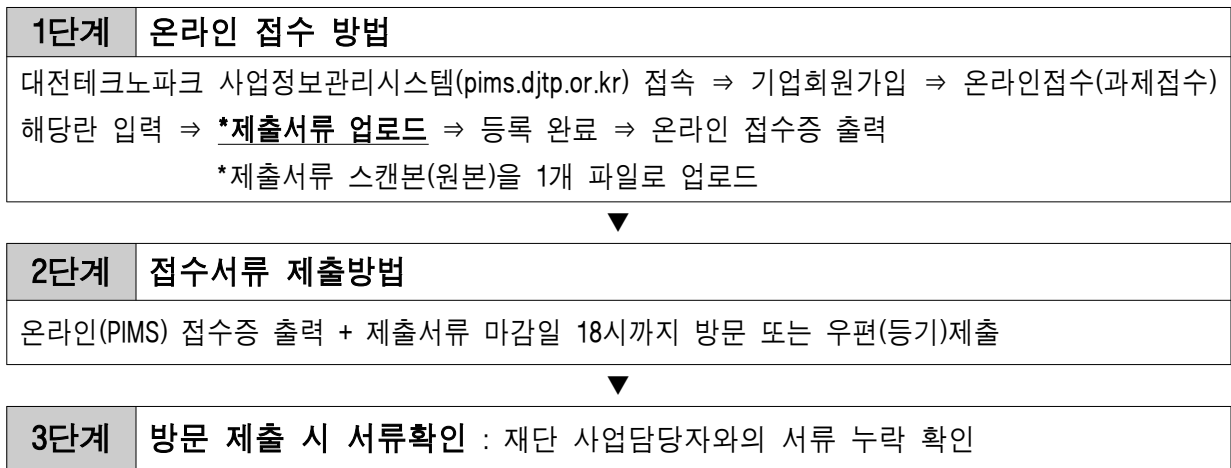 1단계 온라인 접수 방법
대전테크노파크 사업정보관리시스템(pims.djtp.or.kr) 접속 ⇒ 기업회원가입 ⇒ 온라인접수(과제접수)
해당란 입력 ⇒ *제출서류 업로드 ⇒ 등록 완료 ⇒ 온라인 접수증 출력
*제출서류 스캔본(원본)을 1개 파일로 업로드
▼
2단계 접수서류 제출방법
온라인(PIMS) 접수증 출력 + 제출서류 마감일 18시까지 방문 또는 우편(등기)제출
▼
3단계 방문 제출 시 서류확인 : 재단 사업담당자와의 서류 누락 확인